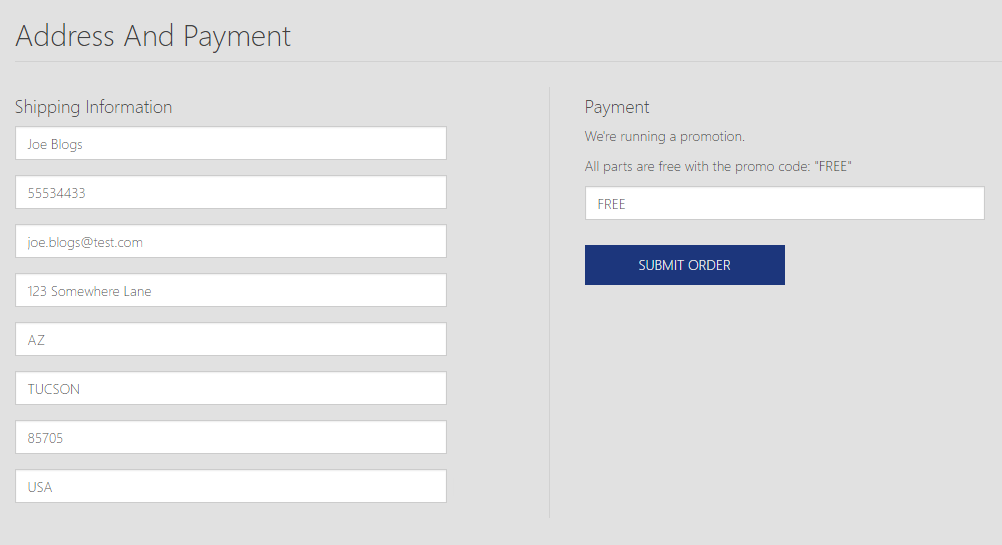 Address And Payment
Shipping Information
Joe Blogs
55534433
joe.blogs@test.com
123 Somewhere Lane
AZ
TUCSON
85705
USA
Payment
We're running a promotion.
All parts are free with the promo code: "FREE"
FREE
SUBMIT ORDER